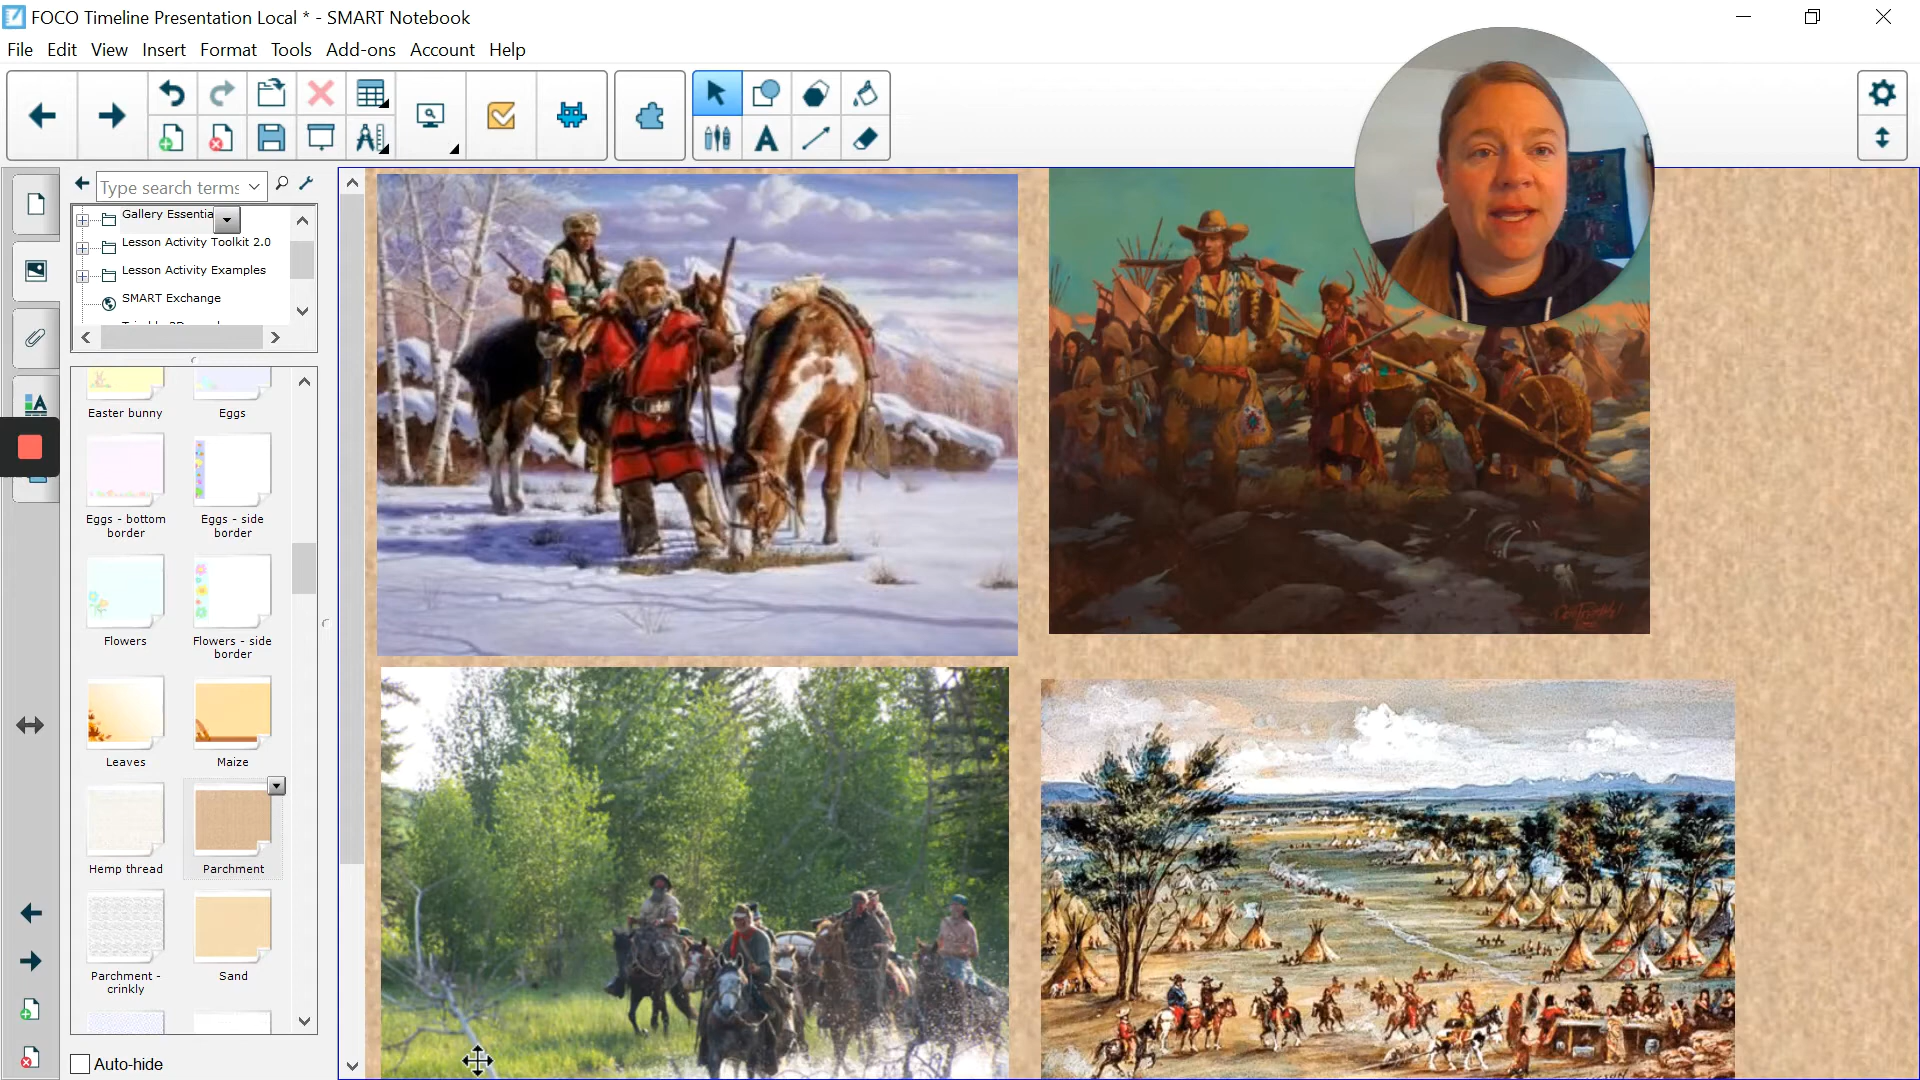 FOCO Timeline Presentation Local * - SMART Notebook
File Edit View Insert Format Tools Add-ons Account Help
Type search terms
Gallery Essentia
Lesson Activity Toolkit 2.0
Lesson Activity Examples
SMART Exchange
Easter bunny
Eggs
Eggs - bottom
border
Eggs - side
border
Flowers
Flowers - side
border
Leaves
Maize
Hemp thread
Parchment
Parchment -
crinkly
Sand
Auto-hide